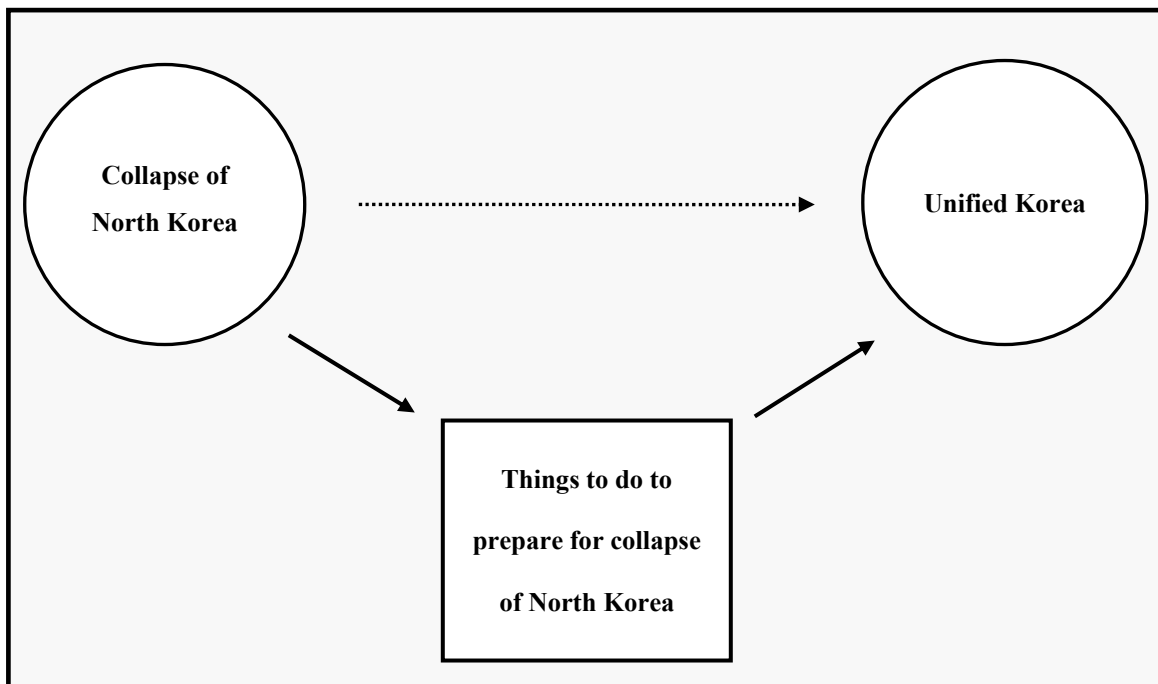 Collapse of
North Korea
Unified Korea
Things to do to
prepare for collapse
of North Korea